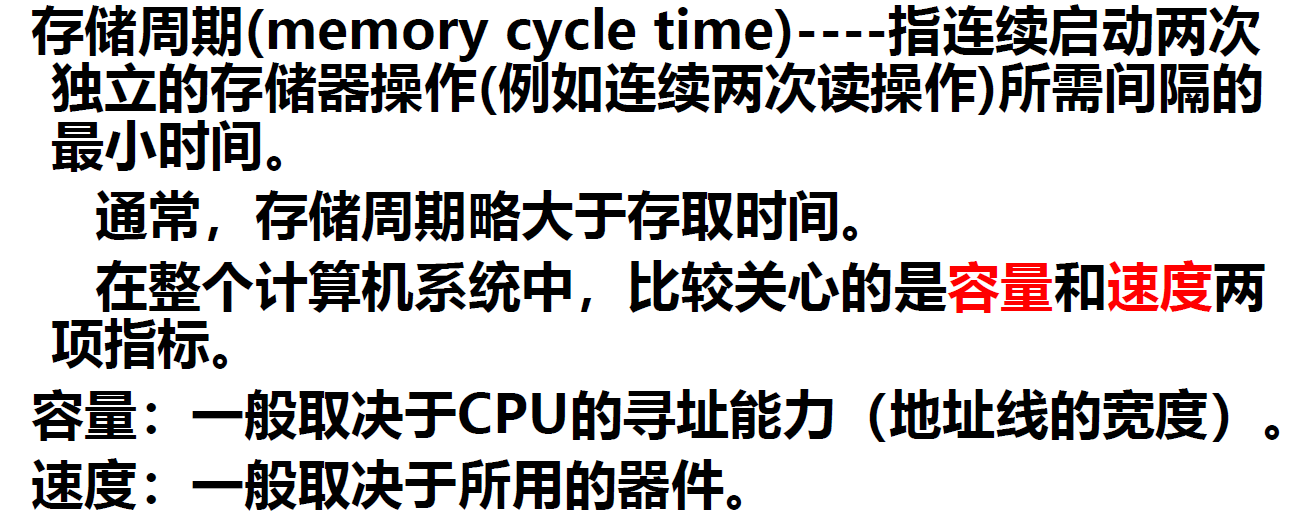 存储周期(memory cycle time)----指连续启动两次
独立的存储器操作(例如连续两次读操作)所需间隔的
最小时间。
通常，存储周期略大于存取时间。
在整个计算机系统中，比较关心的是容量和速度两
项指标。
容量：一般取决于CPU的寻址能力（地址线的宽度）。
速度：一般取决于所用的器件。